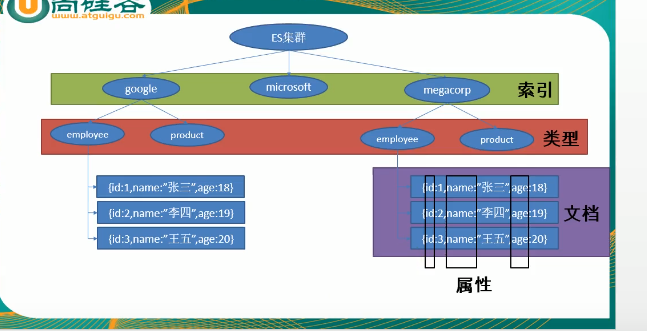 尚硅谷
www.atguigu.com
ES集群
google
microsoft
megacorp
索引
employee
product
employee
product
类型
{id:1,name:"张三",age:18}
{id:2,name:"李四",age:19}
{id:3,name:"王五",age:20}
{id:1,name:"张三",age:18}
{id:2,name:"李四",age:19}
{id:3,name:"王五",age:20}
文档
属性